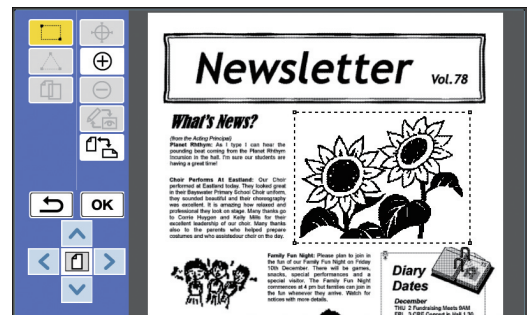 Newsletter Vol. 78
What's News?
(from the Acting Principal)
Planet Rhthym: As I type I can hear the
pounding beat coming from the Planet Rhthym
Incursion in the hall. I'm sure our students are
having a great time!
Choir Performs At Eastland: Our Choir
performed at Eastland today. They looked great
in their Bayswater Primary School Choir uniform,
they sounded beautiful and their choreography
was excellent. It is amazing how relaxed and
professional they look on stage. Many thanks go
to Corrie Heygen and Kelly Mills for their
excellent leadership of our choir. Many thanks
also to the parents who helped prepare
costumes and who assistedour choir on the day.
OK
Family Fun Night: Please plan to join in
the fun of our Family Fun Night on Friday
10th December. There will be games,
snacks, special performances and a
special visitor. The Family Fun Night
commences at 4 pm but families can join in
the fun whenever they arrive. Watch for
notices with more details.
Diary
Dates
December
THU 2 Fundraising Meets 9AM